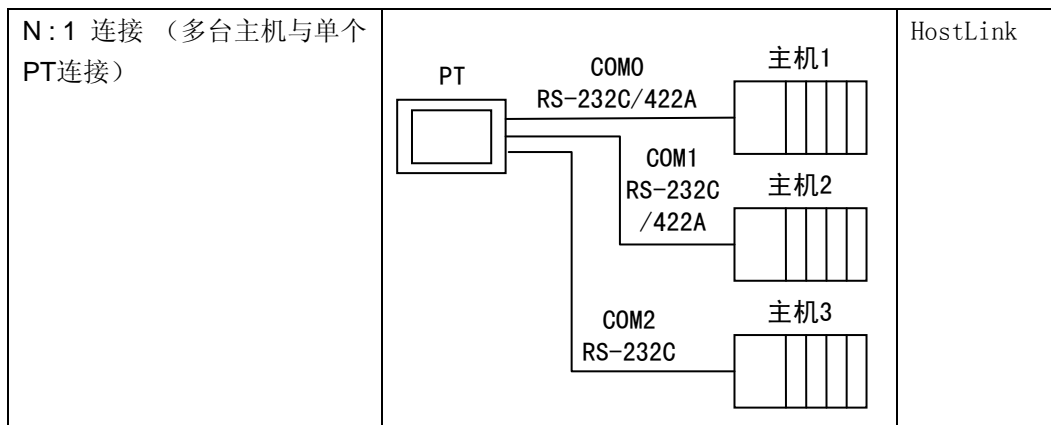 N : 1 连接 （多台主机与单个
PT连接）
PT
COM0
RS-232C/422A
主机1
COM1
RS-232C
/422A
主机2
COM2
RS-232C
主机3
HostLink